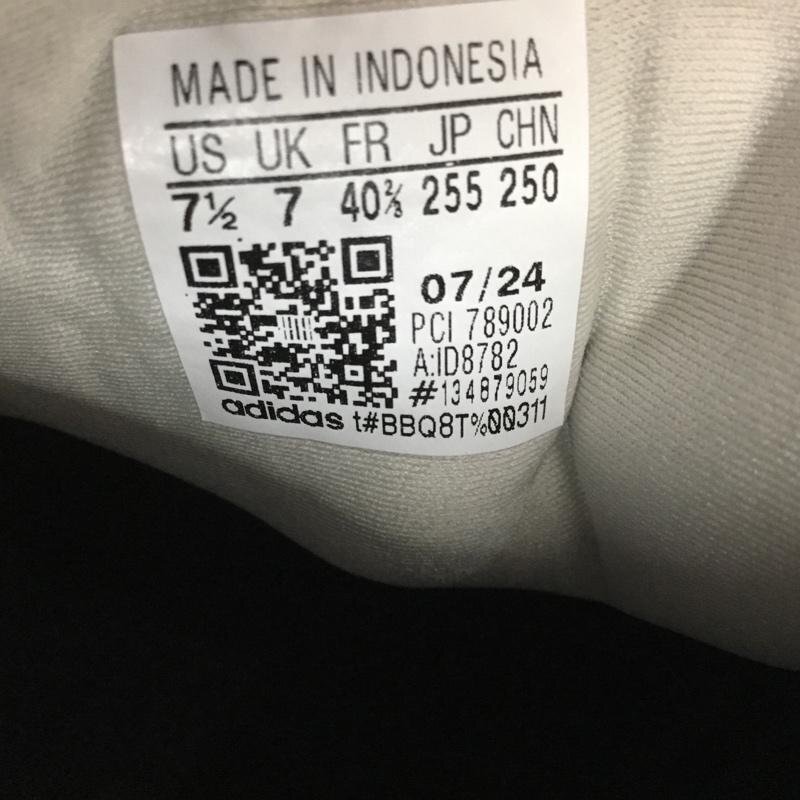 MADE IN INDONESIA
US UK FR JP CHN
7½ 7 40⅔ 255 250
07/24
PCI 789002
A:ID8782
#134879059
adidas t#BBQ8T%00311